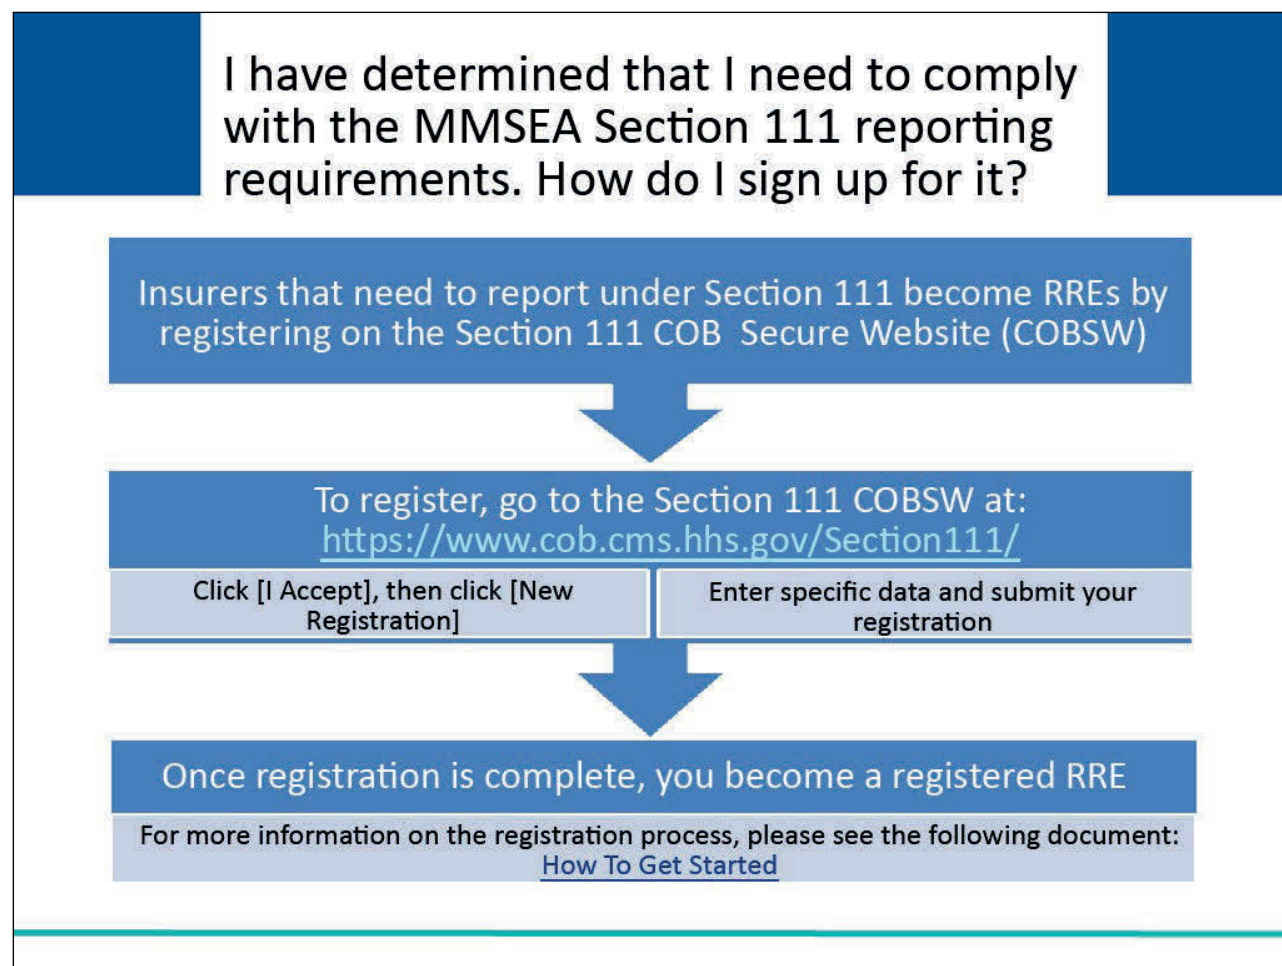 I have determined that I need to comply
with the MMSEA Section 111 reporting
requirements. How do I sign up for it?
Insurers that need to report under Section 111 become RREs by
registering on the Section 111 COB  Secure Website (COBSW)
To register, go to the Section 111 COBSW at:
https://www.cob.cms.hhs.gov/Section111/
Click [I Accept], then click [New
Registration]
Enter specific data and submit your
registration
Once registration is complete, you become a registered RRE
For more information on the registration process, please see the following document:
How To Get Started